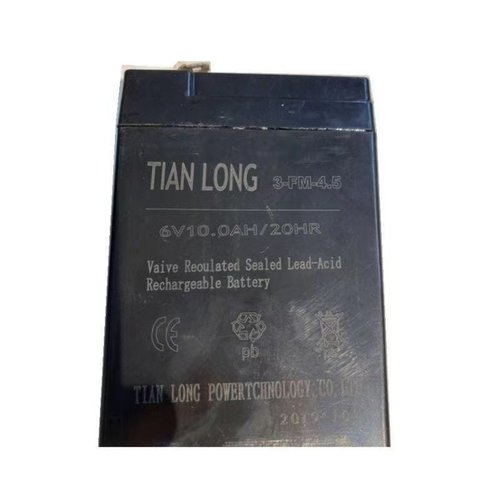 TIAN LONG 3-FM-4.5
6V10.0AH/20HR
Vaive Reoulated Sealed Lead-Acid
Rechargeable Battery
CE
pb
TIAN LONG POWERTCHNOLOGY.CO.